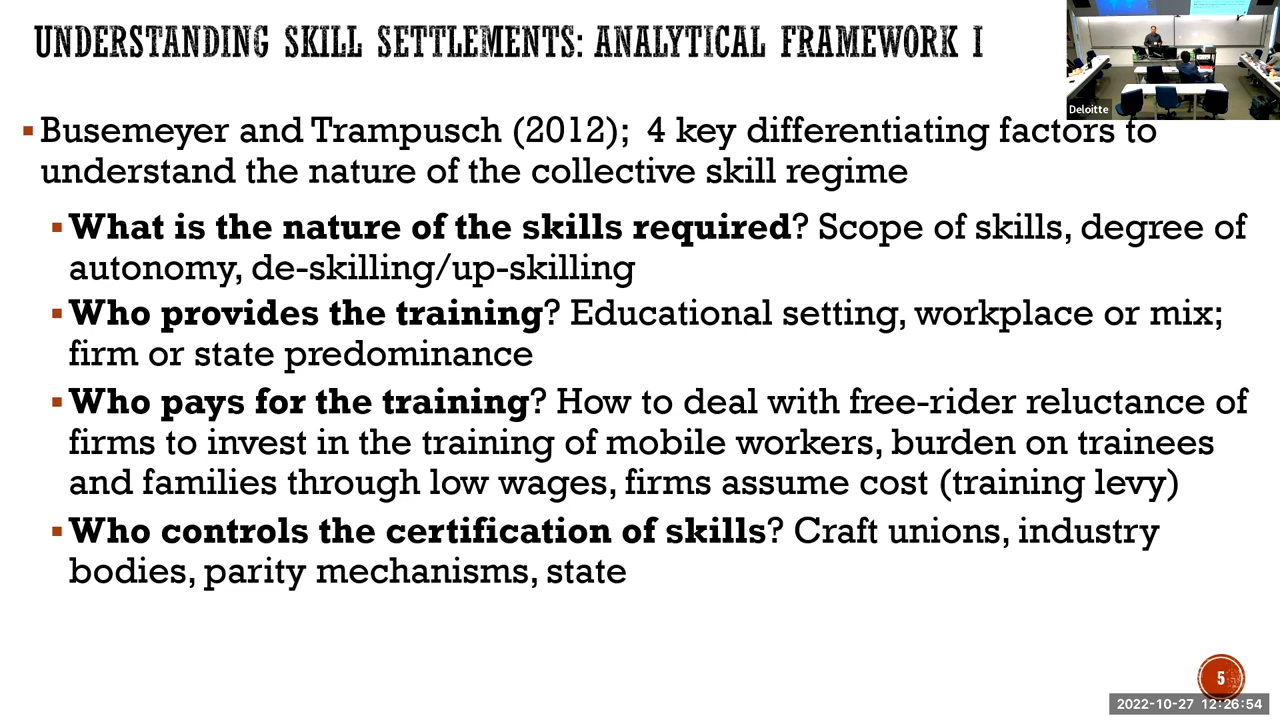 UNDERSTANDING SKILL SETTLEMENTS: ANALYTICAL FRAMEWORK I
Deloitte
Busemeyer and Trampusch (2012);  4 key differentiating factors to
understand the nature of the collective skill regime
What is the nature of the skills required? Scope of skills, degree of
autonomy, de-skilling/up-skilling
Who provides the training? Educational setting, workplace or mix;
firm or state predominance
Who pays for the training? How to deal with free-rider reluctance of
firms to invest in the training of mobile workers, burden on trainees
and families through low wages, firms assume cost (training levy)
Who controls the certification of skills? Craft unions, industry
bodies, parity mechanisms, state
5
2022-10-27 12:26:54